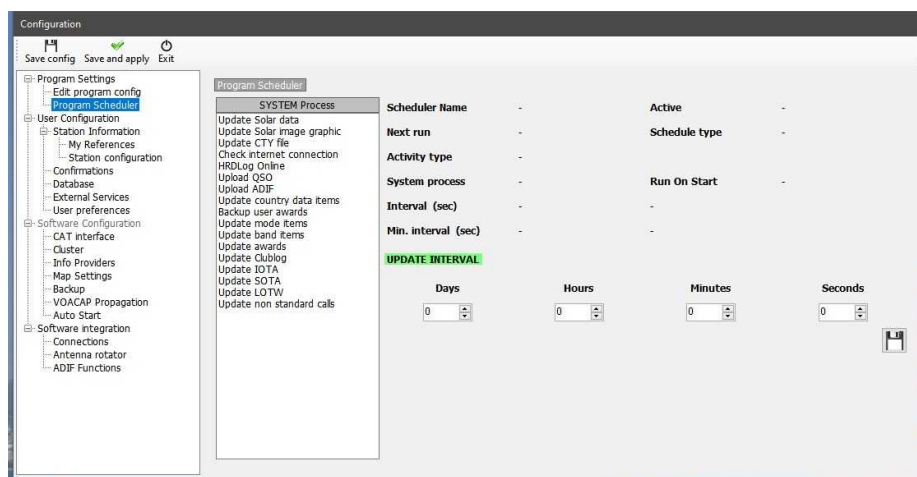 Configuration
Save config Save and apply Exit
Program Settings
Edit program config
Program Scheduler
User Configuration
Station Information
My References
Station configuration
Confirmations
Database
External Services
User preferences
Software Configuration
CAT interface
Cluster
Info Providers
Map Settings
Backup
VOACAP Propagation
Auto Start
Software integration
Connections
Antenna rotator
ADIF Functions
Program Scheduler
SYSTEM Process
Update Solar data
Update Solar image graphic
Update CTY file
Check internet connection
HRDLog Online
Upload QSO
Upload ADIF
Update country data items
Backup user awards
Update mode items
Update band items
Update awards
Update Clublog
Update IOTA
Update SOTA
Update LOTW
Update non standard calls
Scheduler Name - Active -
Next run - Schedule type -
Activity type -
System process - Run On Start -
Interval (sec) - -
Min. interval (sec) - -
UPDATE INTERVAL
Days Hours Minutes Seconds
0 0 0 0